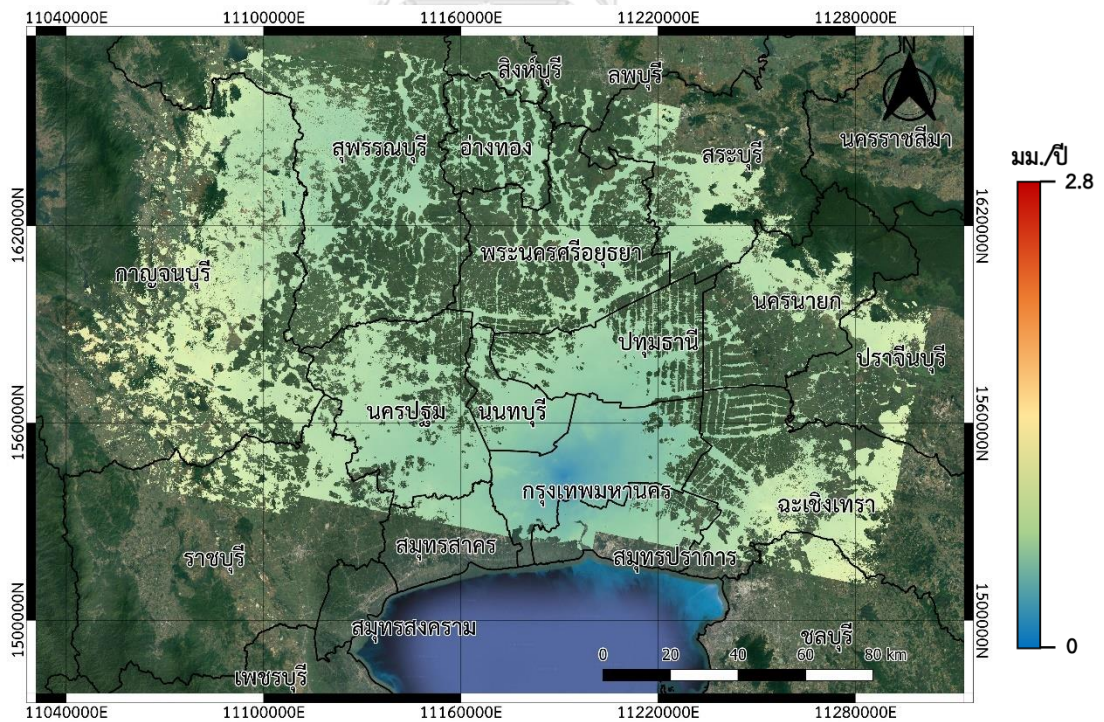 11040000E
11100000E
11160000E
11220000E
11280000E
N
สิงห์บุรี
ลพบุรี
สุพรรณบุรี
อ่างทอง
สระบุรี
นครราชสีมา
มม./ปี
2.8
1620000N
1620000N
พระนครศรีอยุธยา
กาญจนบุรี
นครนายก
ปทุมธานี
ปราจีนบุรี
นครปฐม
นนทบุรี
1560000N
1560000N
กรุงเทพมหานคร
ฉะเชิงเทรา
สมุทรสาคร
สมุทรปราการ
ราชบุรี
1500000N
1500000N
สมุทรสงคราม
ชลบุรี
0
0
20
40
60
80 km
เพชรบุรี
11040000E
11100000E
11160000E
11220000E
11280000E